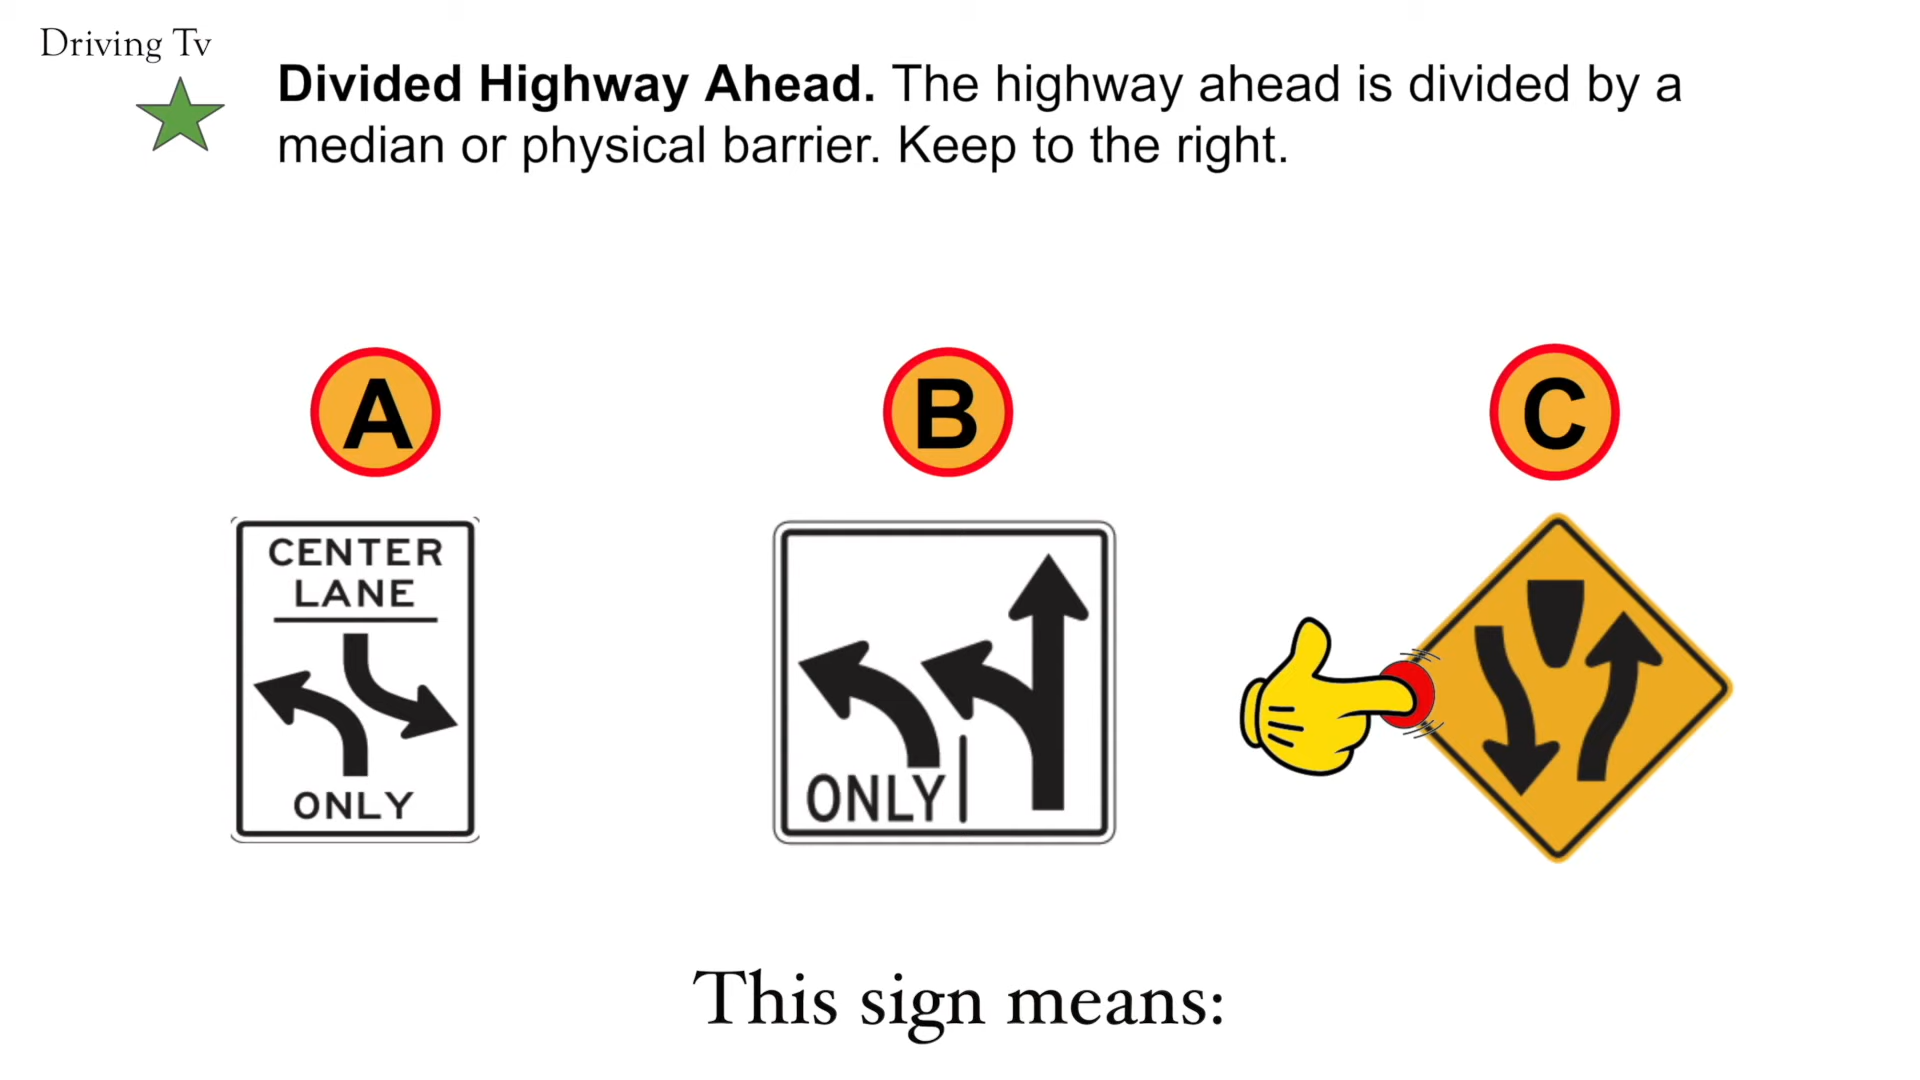 Driving Tv
Divided Highway Ahead. The highway ahead is divided by a
median or physical barrier. Keep to the right.
A
B
C
CENTER
LANE
ONLY
ONLY
This sign means: